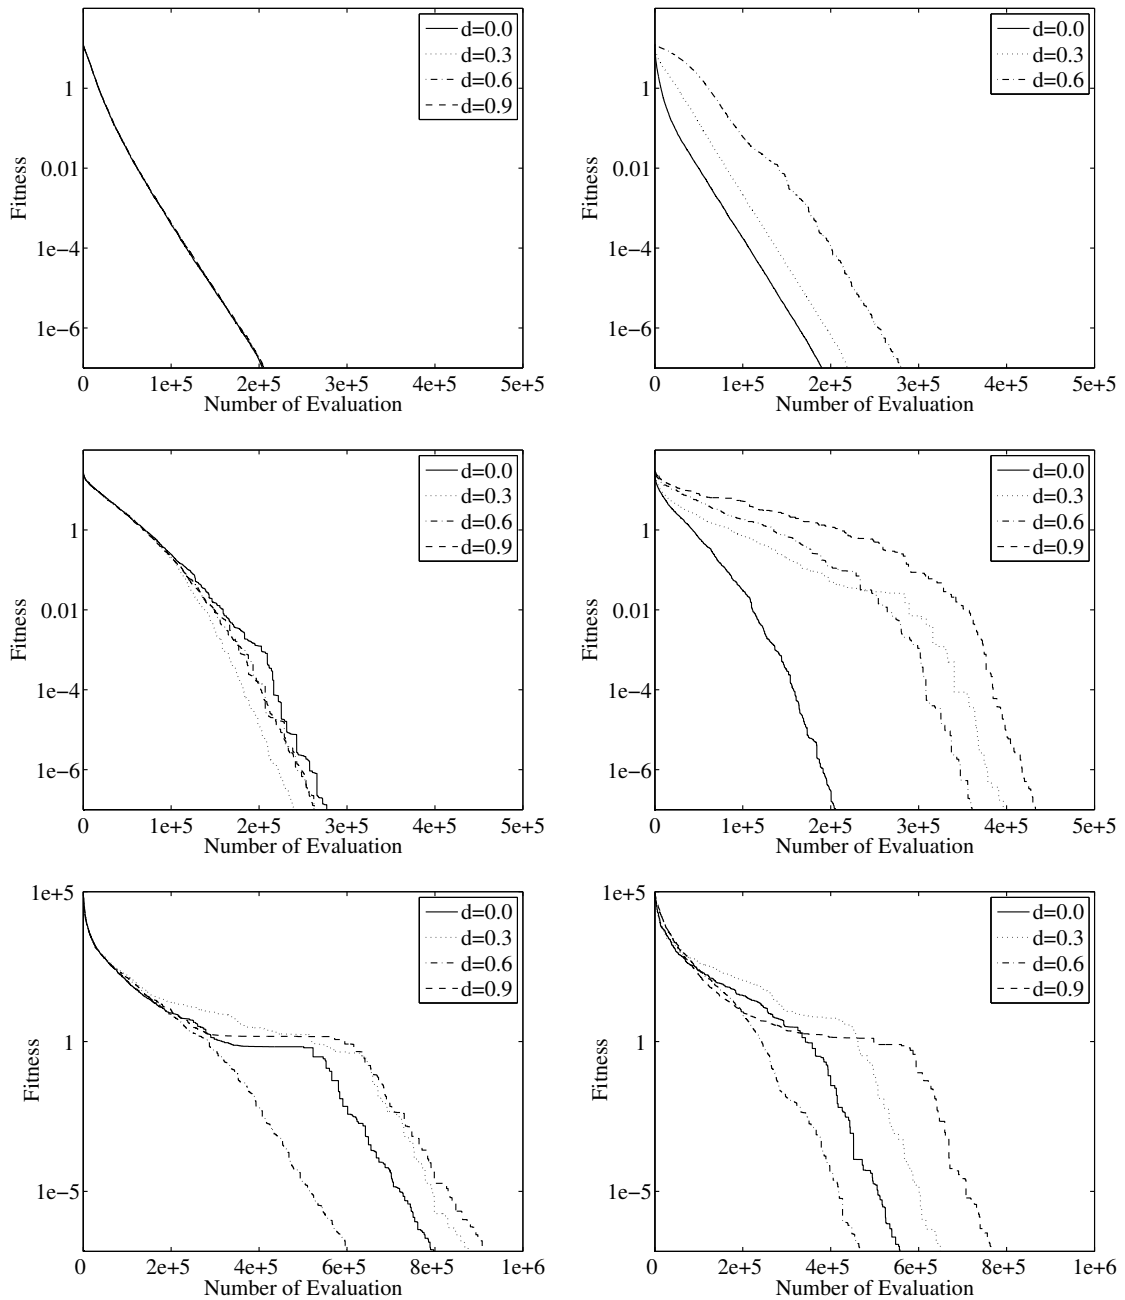 d=0.0
d=0.3
d=0.6
d=0.9
1
0.01
1e−4
1e−6
Fitness
0 1e+5 2e+5 3e+5 4e+5 5e+5
Number of Evaluation
d=0.0
d=0.3
d=0.6
1
0.01
1e−4
1e−6
Fitness
0 1e+5 2e+5 3e+5 4e+5 5e+5
Number of Evaluation
d=0.0
d=0.3
d=0.6
d=0.9
1
0.01
1e−4
1e−6
Fitness
0 1e+5 2e+5 3e+5 4e+5 5e+5
Number of Evaluation
d=0.0
d=0.3
d=0.6
d=0.9
1
0.01
1e−4
1e−6
Fitness
0 1e+5 2e+5 3e+5 4e+5 5e+5
Number of Evaluation
1e+5
d=0.0
d=0.3
d=0.6
d=0.9
1
1e−5
Fitness
0 2e+5 4e+5 6e+5 8e+5 1e+6
Number of Evaluation
1e+5
d=0.0
d=0.3
d=0.6
d=0.9
1
1e−5
Fitness
0 2e+5 4e+5 6e+5 8e+5 1e+6
Number of Evaluation